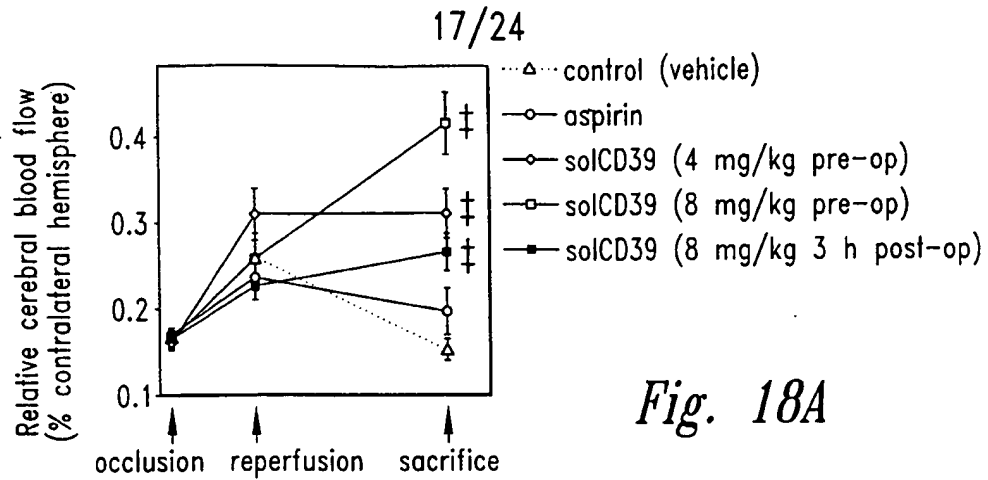 17/24
Relative cerebral blood flow
(% contralateral hemisphere)
0.4
0.3
0.2
0.1
‡
‡
‡
occlusion reperfusion sacrifice
control (vehicle)
aspirin
solCD39 (4 mg/kg pre-op)
solCD39 (8 mg/kg pre-op)
solCD39 (8 mg/kg 3 h post-op)
Fig. 18A